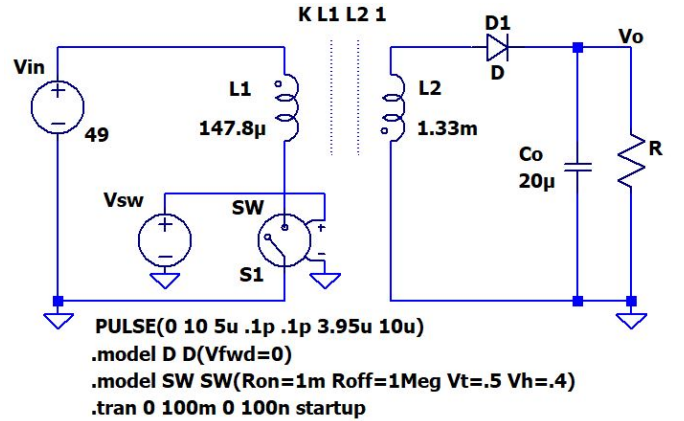 K L1 L2 1
D1
Vo
Vin
D
L1
L2
147.8µ
1.33m
49
Co
R
20µ
Vsw
SW
S1
PULSE(0 10 5u .1p .1p 3.95u 10u)
.model D D(Vfwd=0)
.model SW SW(Ron=1m Roff=1Meg Vt=.5 Vh=.4)
.tran 0 100m 0 100n startup